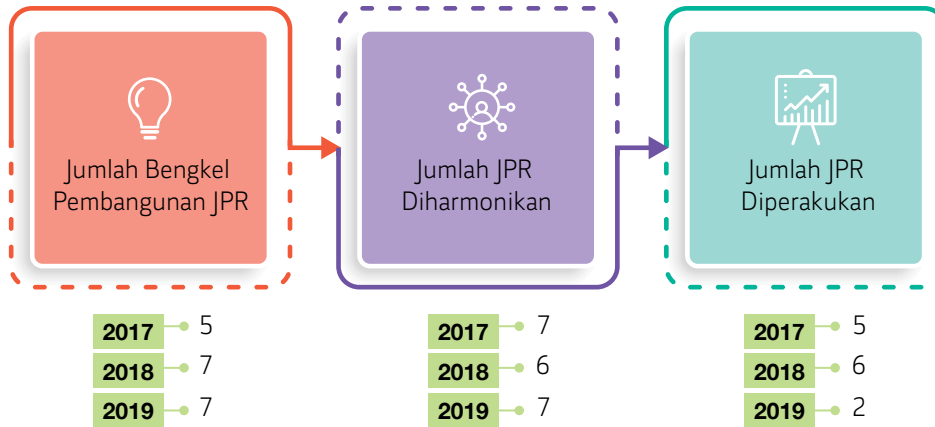 Jumlah Bengkel
Pembangunan JPR
2017 5
2018 7
2019 7
Jumlah JPR
Diharmonikan
2017 7
2018 6
2019 7
Jumlah JPR
Diperakukan
2017 5
2018 6
2019 2